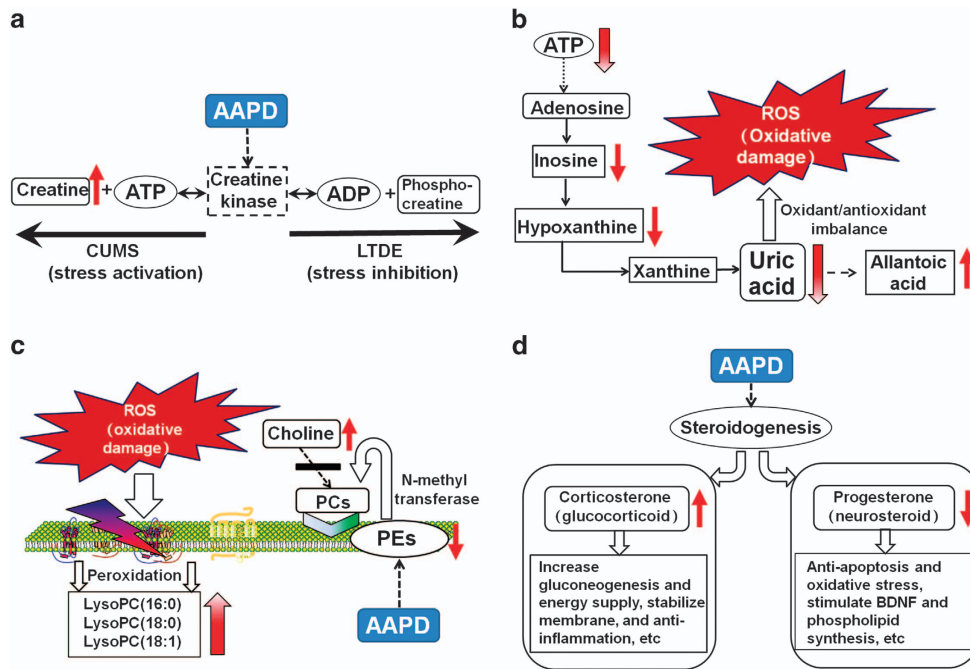 a
AAPD
Creatine
+
ATP
Creatine
kinase
ADP
+
Phospho-
creatine
CUMS
(stress activation)
LTDE
(stress inhibition)
b
ATP
Adenosine
Inosine
Hypoxanthine
Xanthine
Uric
acid
Allantoic
acid
Oxidant/antioxidant
imbalance
ROS
(Oxidative
damage)
c
ROS
(oxidative
damage)
Choline
PCs
N-methyl
transferase
PEs
AAPD
Peroxidation
LysoPC(16:0)
LysoPC(18:0)
LysoPC(18:1)
d
AAPD
Steroidogenesis
Corticosterone
(glucocorticoid)
Increase
gluconeogenesis and
energy supply, stabilize
membrane, and anti-
inflammation, etc
Progesterone
(neurosteroid)
Anti-apoptosis and
oxidative stress,
stimulate BDNF and
phospholipid
synthesis, etc